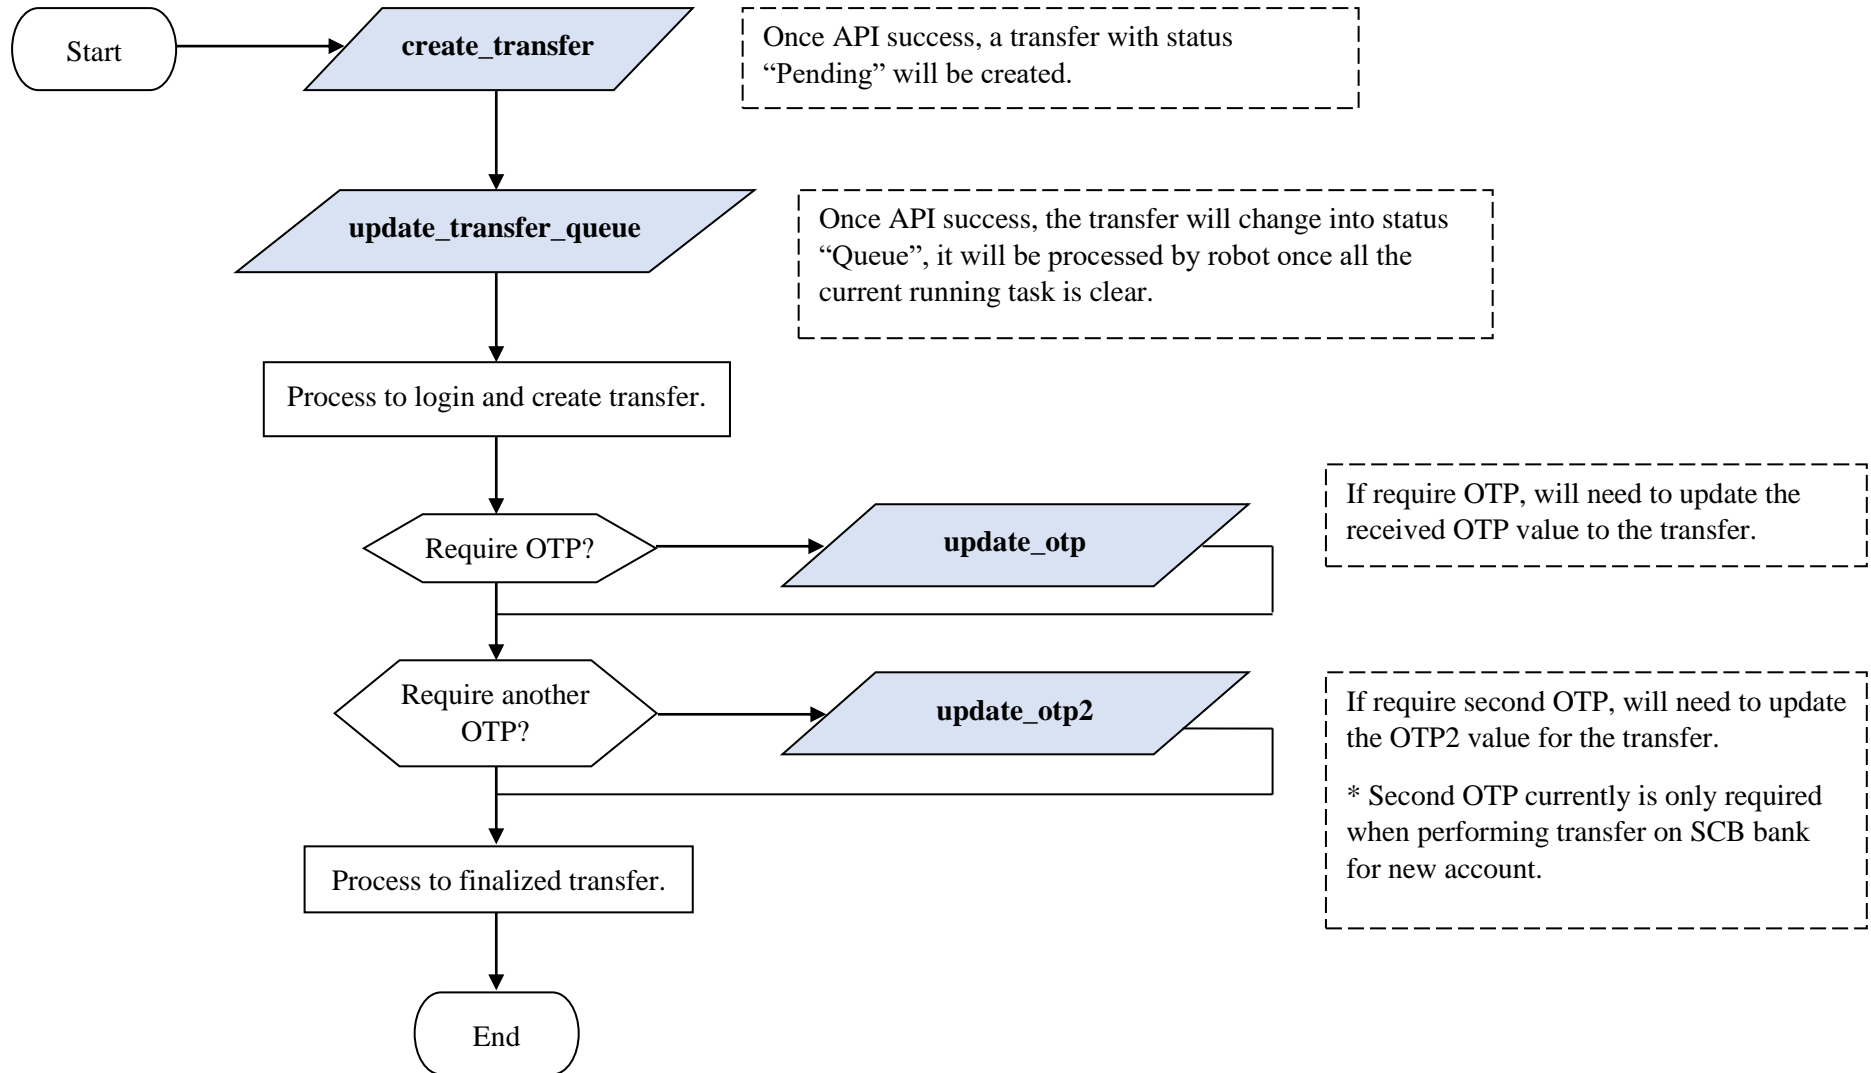 Start
create_transfer
Once API success, a transfer with status
“Pending” will be created.
update_transfer_queue
Once API success, the transfer will change into status
“Queue”, it will be processed by robot once all the
current running task is clear.
Process to login and create transfer.
Require OTP?
update_otp
If require OTP, will need to update the
received OTP value to the transfer.
Require another
OTP?
update_otp2
If require second OTP, will need to update
the OTP2 value for the transfer.
* Second OTP currently is only required
when performing transfer on SCB bank
for new account.
Process to finalized transfer.
End